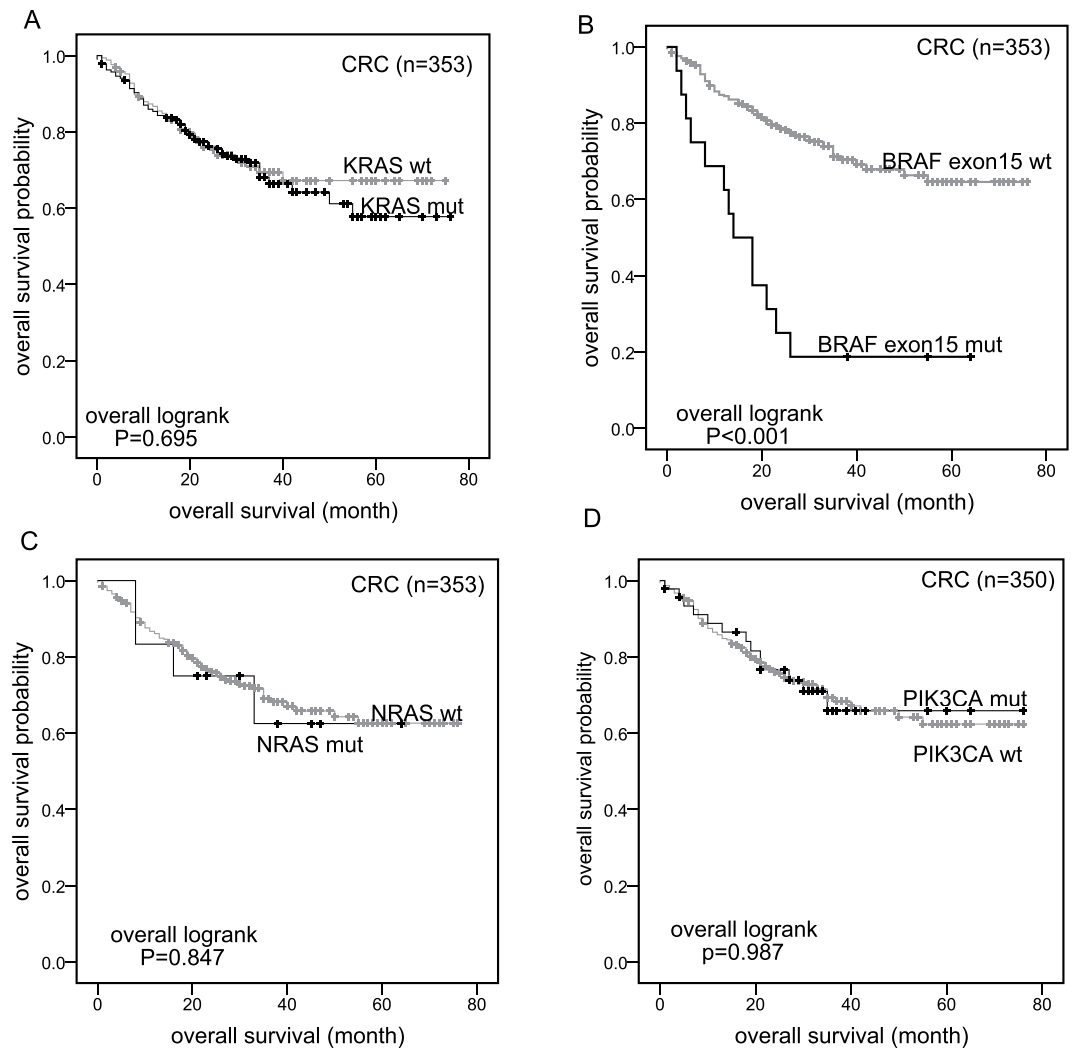 A
CRC (n=353)
1.0
0.8
0.6
0.4
0.2
0.0
overall survival probability
KRAS wt
KRAS mut
overall logrank
P=0.695
0 20 40 60 80
overall survival (month)
B
CRC (n=353)
1.0
0.8
0.6
0.4
0.2
0.0
overall survival probability
BRAF exon15 wt
BRAF exon15 mut
overall logrank
P<0.001
0 20 40 60 80
overall survival (month)
C
CRC (n=353)
1.0
0.8
0.6
0.4
0.2
0.0
overall survival probability
NRAS wt
NRAS mut
overall logrank
P=0.847
0 20 40 60 80
overall survival (month)
D
CRC (n=350)
1.0
0.8
0.6
0.4
0.2
0.0
overall survival probability
PIK3CA mut
PIK3CA wt
overall logrank
p=0.987
0 20 40 60 80
overall survival (month)